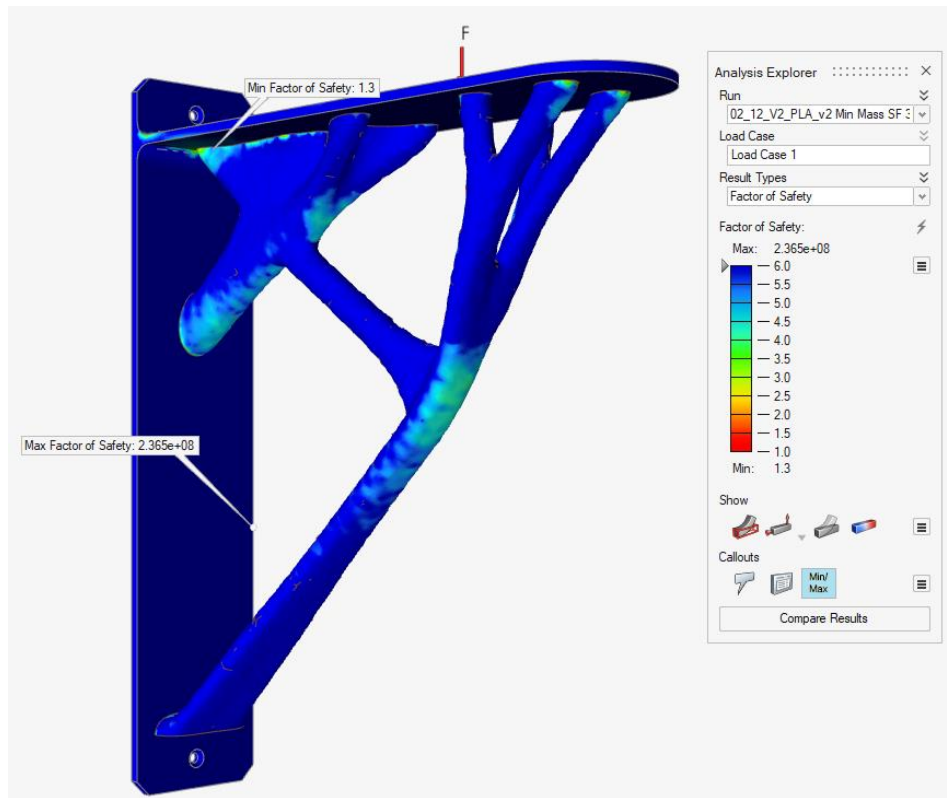 F
Min Factor of Safety: 1.3
Max Factor of Safety: 2.365e+08
Analysis Explorer
Run
02_12_V2_PLA_v2 Min Mass SF 3
Load Case
Load Case 1
Result Types
Factor of Safety
Factor of Safety:
Max: 2.365e+08
6.0
5.5
5.0
4.5
4.0
3.5
3.0
2.5
2.0
1.5
1.0
Min: 1.3
Show
Callouts
Min/
Max
Compare Results